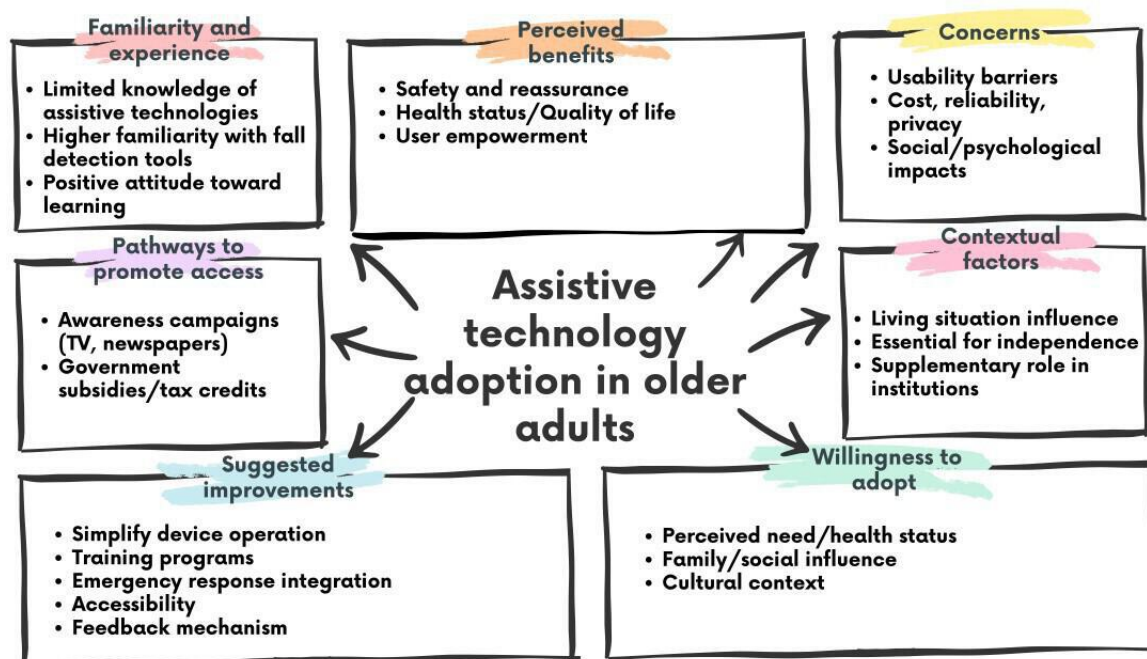 Familiarity and
experience
• Limited knowledge of
assistive technologies
• Higher familiarity with fall
detection tools
• Positive attitude toward
learning
Perceived
benefits
• Safety and reassurance
• Health status/Quality of life
• User empowerment
Concerns
• Usability barriers
• Cost, reliability,
privacy
• Social/psychological
impacts
Pathways to
promote access
• Awareness campaigns
(TV, newspapers)
• Government
subsidies/tax credits
Assistive
technology
adoption in older
adults
Contextual
factors
• Living situation influence
• Essential for independence
• Supplementary role in
institutions
Suggested
improvements
• Simplify device operation
• Training programs
• Emergency response integration
• Accessibility
• Feedback mechanism
Willingness to
adopt
• Perceived need/health status
• Family/social influence
• Cultural context